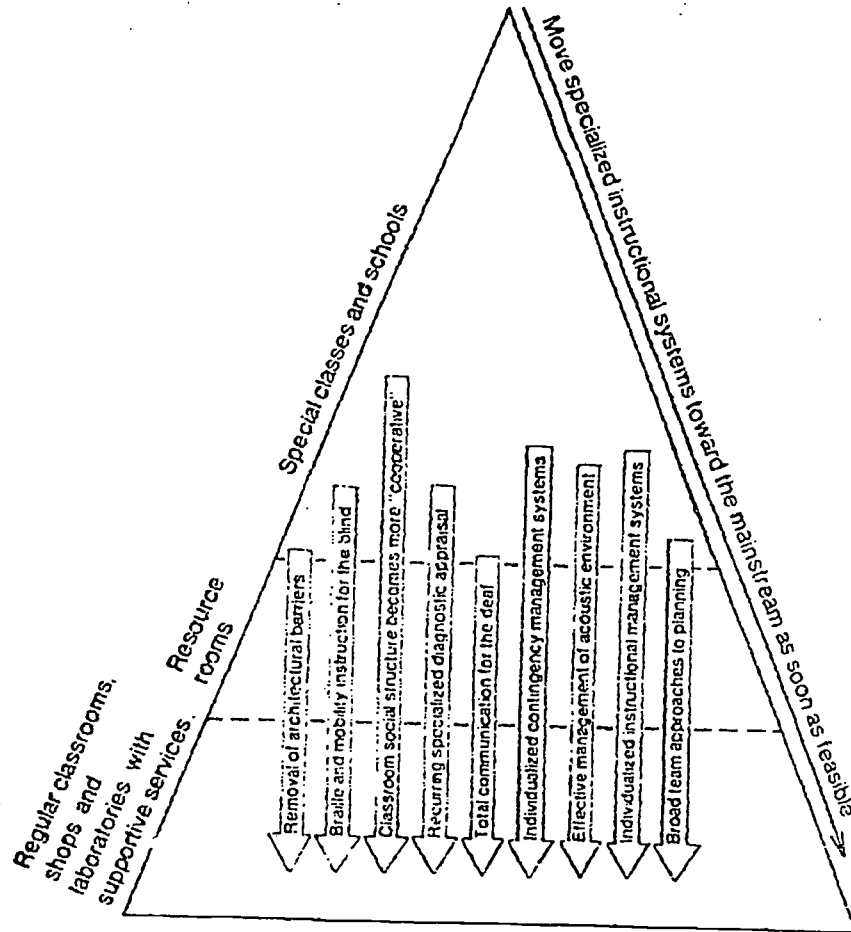 Regular classrooms,
shops and
laboratories with
supportive services.
Resource
rooms
Special classes and schools
Move specialized instructional systems toward the mainstream as soon as feasible
Removal of architectural barriers
Braille and mobility instruction for the blind
Classroom social structure becomes more "cooperative"
Recurring specialized diagnostic appraisal
Total communication for the deaf
Individualized contingency management systems
Effective management of acoustic environment
Individualized instructional management systems
Broad team approaches to planning